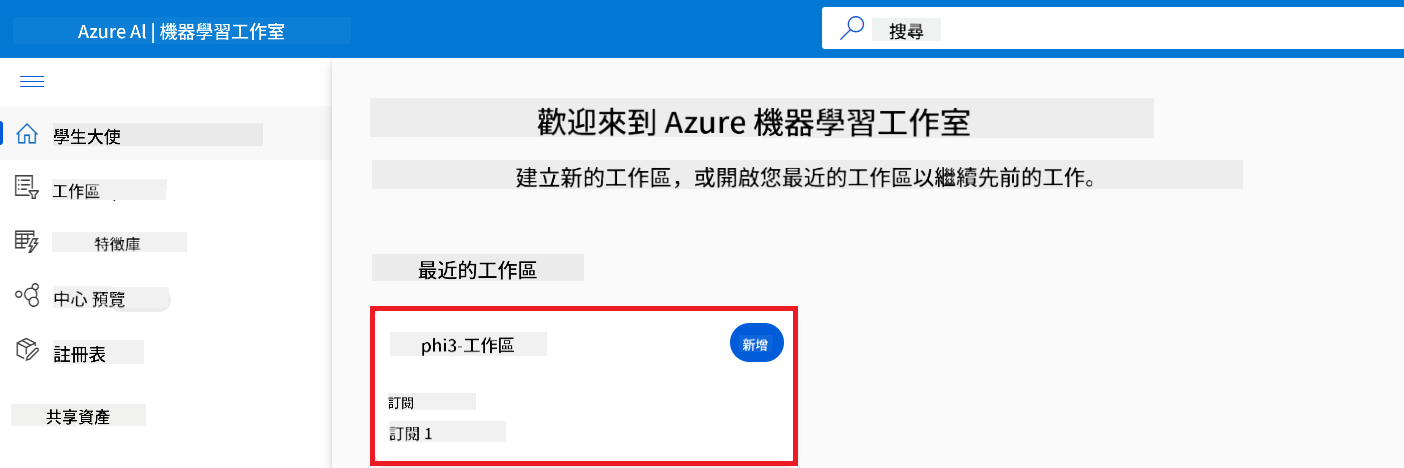 Azure Al | 機器學習工作室
搜尋
學生大使
工作區
特徵庫
中心 預覽
註冊表
共享資產
歡迎來到 Azure 機器學習工作室
建立新的工作區，或開啟您最近的工作區以繼續先前的工作。
最近的工作區
phi3-工作區
新增
訂閱
訂閱 1